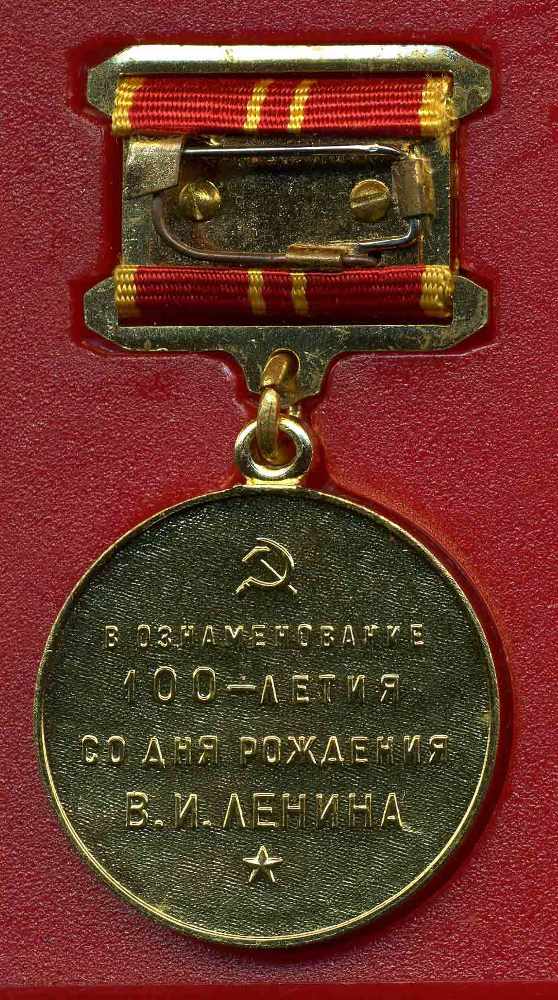 В ОЗНАМЕНОВАНИЕ
100-ЛЕТИЯ
СО ДНЯ РОЖДЕНИЯ
В. И. ЛЕНИНА